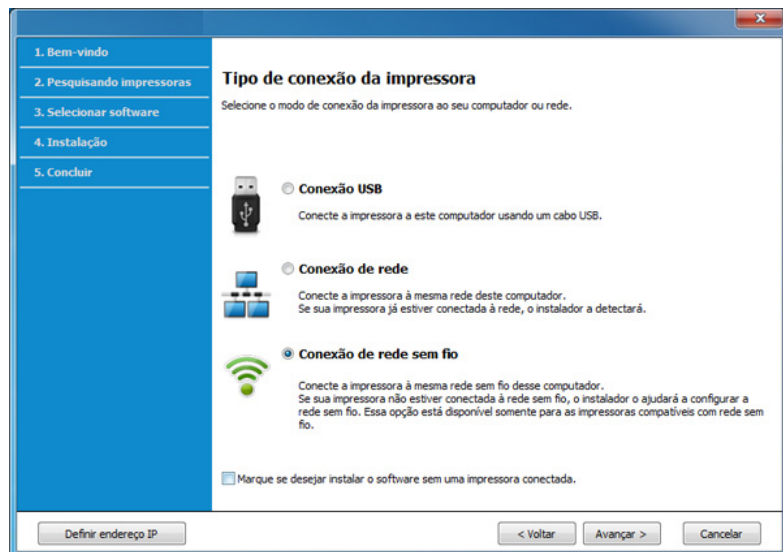 1. Bem-vindo
2. Pesquisando impressoras
3. Selecionar software
4. Instalação
5. Concluir
Tipo de conexão da impressora
Selecione o modo de conexão da impressora ao seu computador ou rede.
Conexão USB
Conecte a impressora a este computador usando um cabo USB.
Conexão de rede
Conecte a impressora à mesma rede deste computador.
Se sua impressora já estiver conectada à rede, o instalador a detectará.
Conexão de rede sem fio
Conecte a impressora à mesma rede sem fio desse computador.
Se sua impressora não estiver conectada à rede sem fio, o instalador o ajudará a configurar a
rede sem fio. Essa opção está disponível somente para as impressoras compatíveis com rede sem
fio.
Marque se desejar instalar o software sem uma impressora conectada.
Definir endereço IP
< Voltar
Avançar >
Cancelar